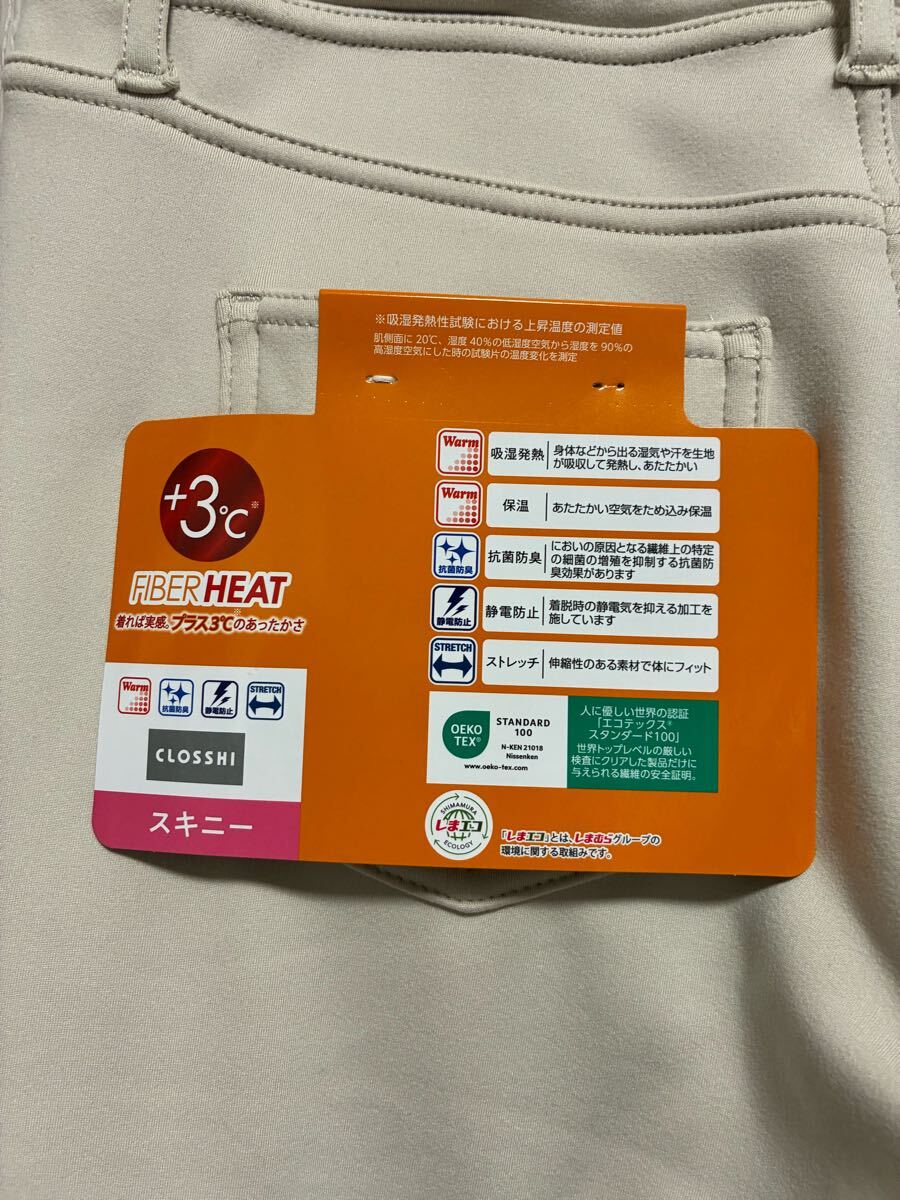 ※吸湿発熱性試験における上昇温度の測定値
肌側面に20℃、湿度40%の低湿度空気から湿度を90%の
高湿度空気にした時の試験片の温度変化を測定
+3℃※
FIBER HEAT
着れば実感。プラス3℃※のあったかさ
Warm
抗菌防臭
静電防止
STRETCH
CLOSSHI
スキニー
Warm
吸湿発熱
身体などから出る湿気や汗を生地
が吸収して発熱し、あたたかい
Warm
保温
あたたかい空気をため込み保温
抗菌防臭
抗菌防臭
においの原因となる繊維上の特定
の細菌の増殖を抑制する抗菌防
臭効果があります
静電防止
静電防止
着脱時の静電気を抑える加工を
施しています
STRETCH
ストレッチ
伸縮性のある素材で体にフィット
OEKO
TEX®
STANDARD
100
N-KEN 21018
Nissenken
www.oeko-tex.com
人に優しい世界の認証
「エコテックス®
スタンダード100」
世界トップレベルの厳しい
検査にクリアした製品だけに
与えられる繊維の安全証明。
SHIMAMURA
しまエコ
ECOLOGY
「しまエコ」とは、しまむらグループの
環境に関する取組みです。